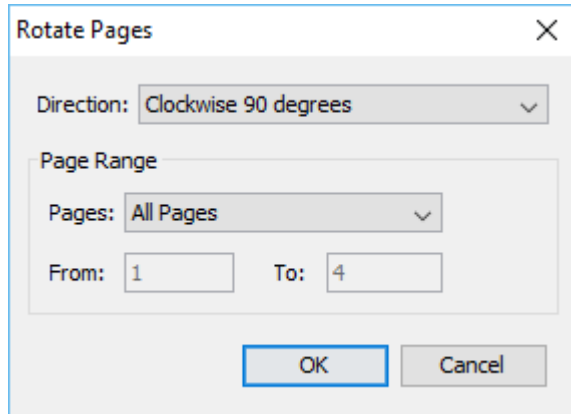 Rotate Pages
Direction: Clockwise 90 degrees
Page Range
Pages: All Pages
From: 1 To: 4
OK Cancel